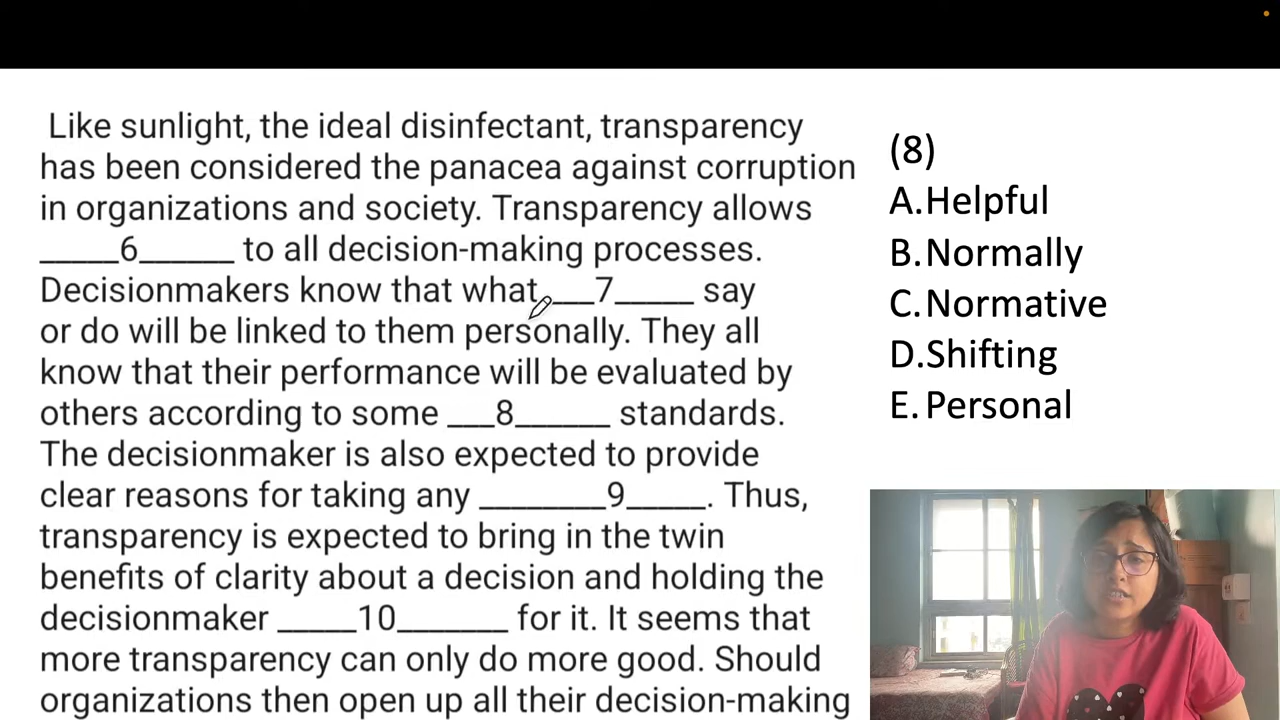 Like sunlight, the ideal disinfectant, transparency
has been considered the panacea against corruption
in organizations and society. Transparency allows
_____6______ to all decision-making processes.
Decisionmakers know that what ___7_____ say
or do will be linked to them personally. They all
know that their performance will be evaluated by
others according to some ___8______ standards.
The decisionmaker is also expected to provide
clear reasons for taking any ________9_____. Thus,
transparency is expected to bring in the twin
benefits of clarity about a decision and holding the
decisionmaker _____10_______ for it. It seems that
more transparency can only do more good. Should
organizations then open up all their decision-making
(8)
A.Helpful
B.Normally
C.Normative
D.Shifting
E.Personal